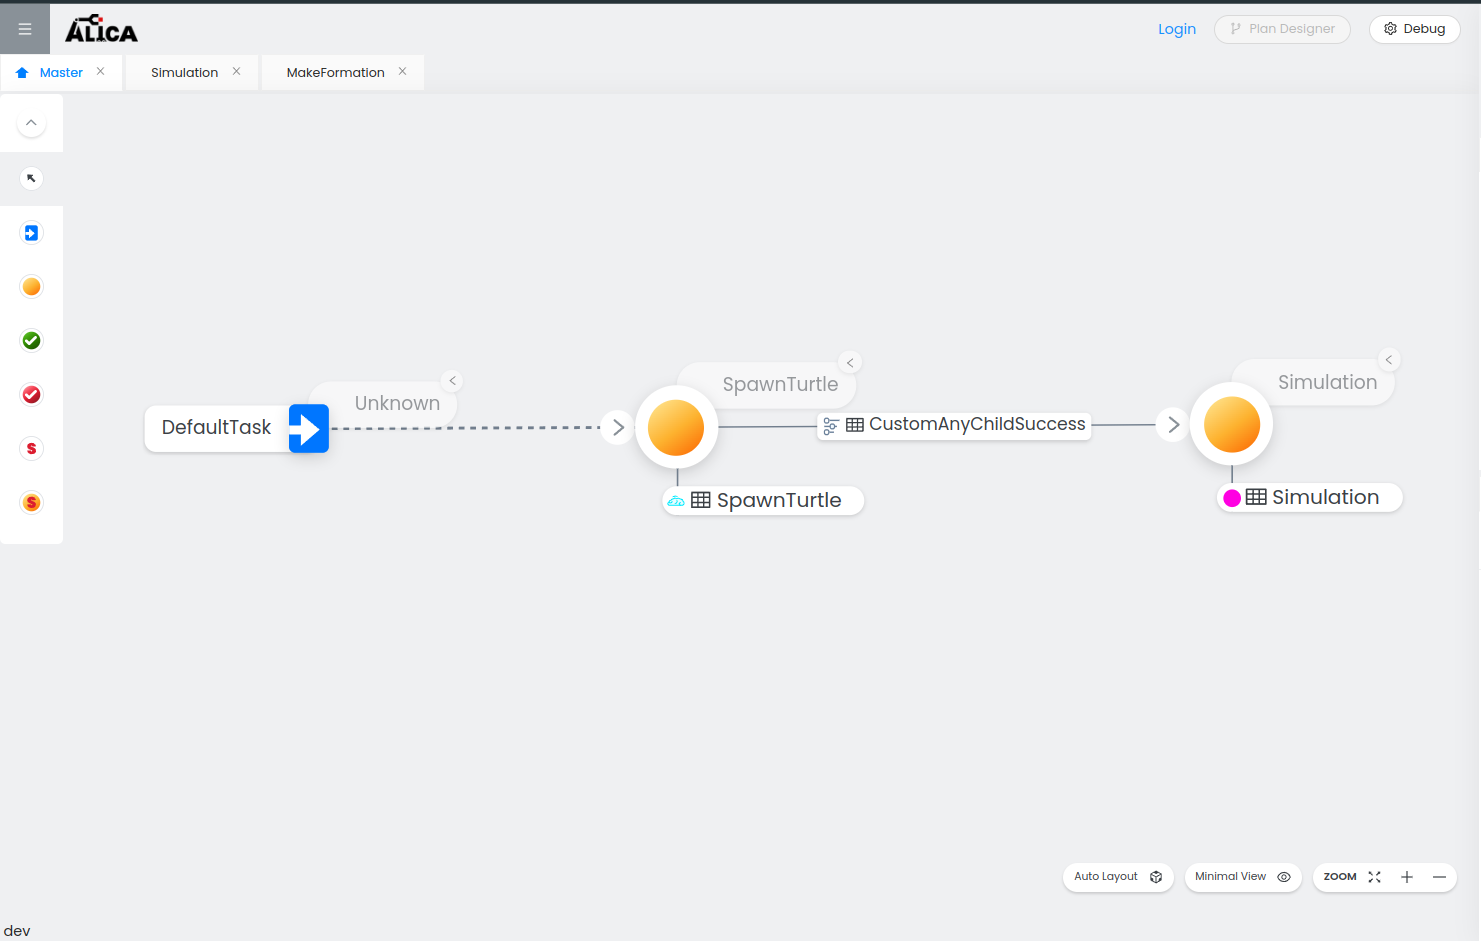 ALICA
Login
Plan Designer
Debug
Master
Simulation
MakeFormation
SpawnTurtle
Simulation
Unknown
DefaultTask
CustomAnyChildSuccess
SpawnTurtle
Simulation
S
S
Auto Layout
Minimal View
ZOOM
dev